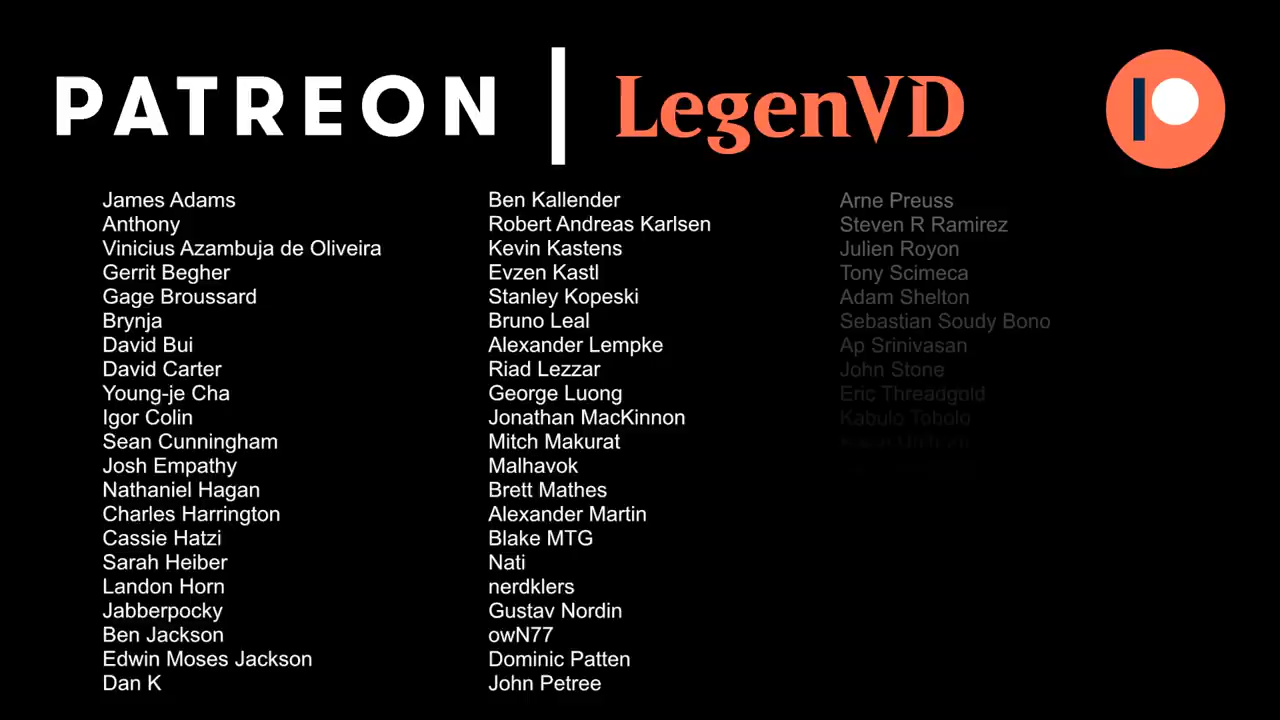 PATREON | LegenVD
James Adams
Anthony
Vinicius Azambuja de Oliveira
Gerrit Begher
Gage Broussard
Brynja
David Bui
David Carter
Young-je Cha
Igor Colin
Sean Cunningham
Josh Empathy
Nathaniel Hagan
Charles Harrington
Cassie Hatzi
Sarah Heiber
Landon Horn
Jabberpocky
Ben Jackson
Edwin Moses Jackson
Dan K
Ben Kallender
Robert Andreas Karlsen
Kevin Kastens
Evzen Kastl
Stanley Kopeski
Bruno Leal
Alexander Lempke
Riad Lezzar
George Luong
Jonathan MacKinnon
Mitch Makurat
Malhavok
Brett Mathes
Alexander Martin
Blake MTG
Nati
nerdklers
Gustav Nordin
owN77
Dominic Patten
John Petree
Arne Preuss
Steven R Ramirez
Julien Royon
Tony Scimeca
Adam Shelton
Sebastian Soudy Bono
Ap Srinivasan
John Stone
Eric Threadgold
Kabulo Tobolo